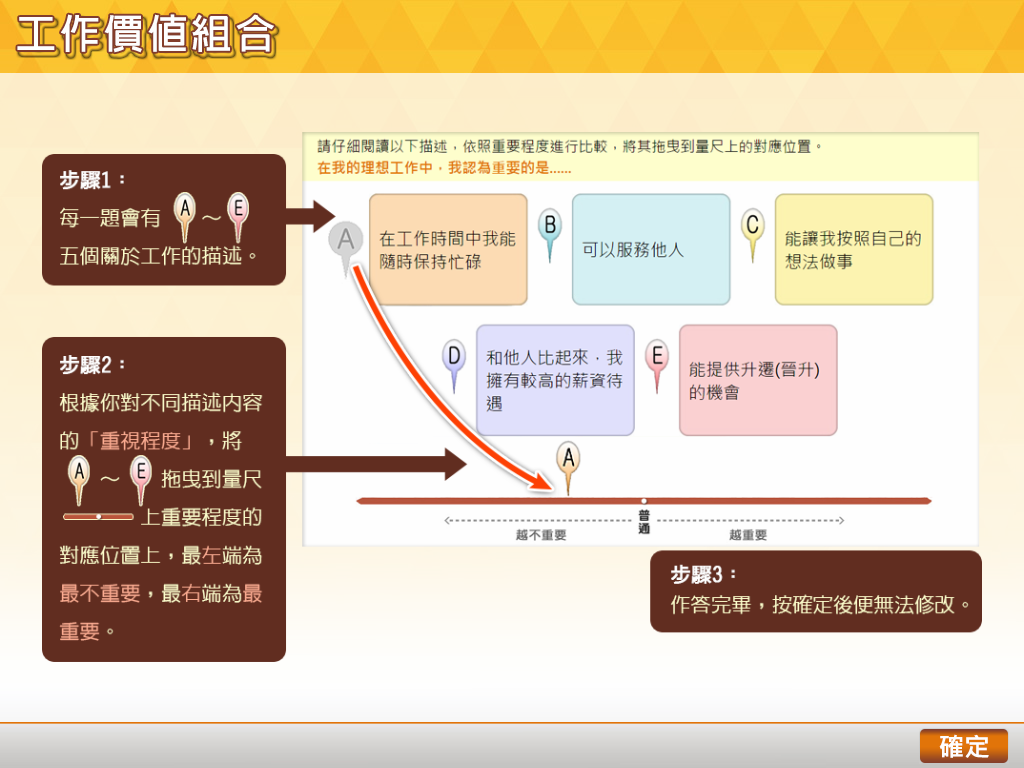 工作價值組合
步驟1：
每一題會有 A ～ E
五個關於工作的描述。
步驟2：
根據你對不同描述內容
的「重視程度」，將
A ～ E 拖曳到量尺
上重要程度的
對應位置上，最左端為
最不重要，最右端為最
重要。
請仔細閱讀以下描述，依照重要程度進行比較，將其拖曳到量尺上的對應位置。
在我的理想工作中，我認為重要的是......
A
在工作時間中我能
隨時保持忙碌
B
可以服務他人
C
能讓我按照自己的
想法做事
D
和他人比起來，我
擁有較高的薪資待
遇
E
能提供升遷(晉升)
的機會
A
普
通
越不重要
越重要
步驟3：
作答完畢，按確定後便無法修改。
確定